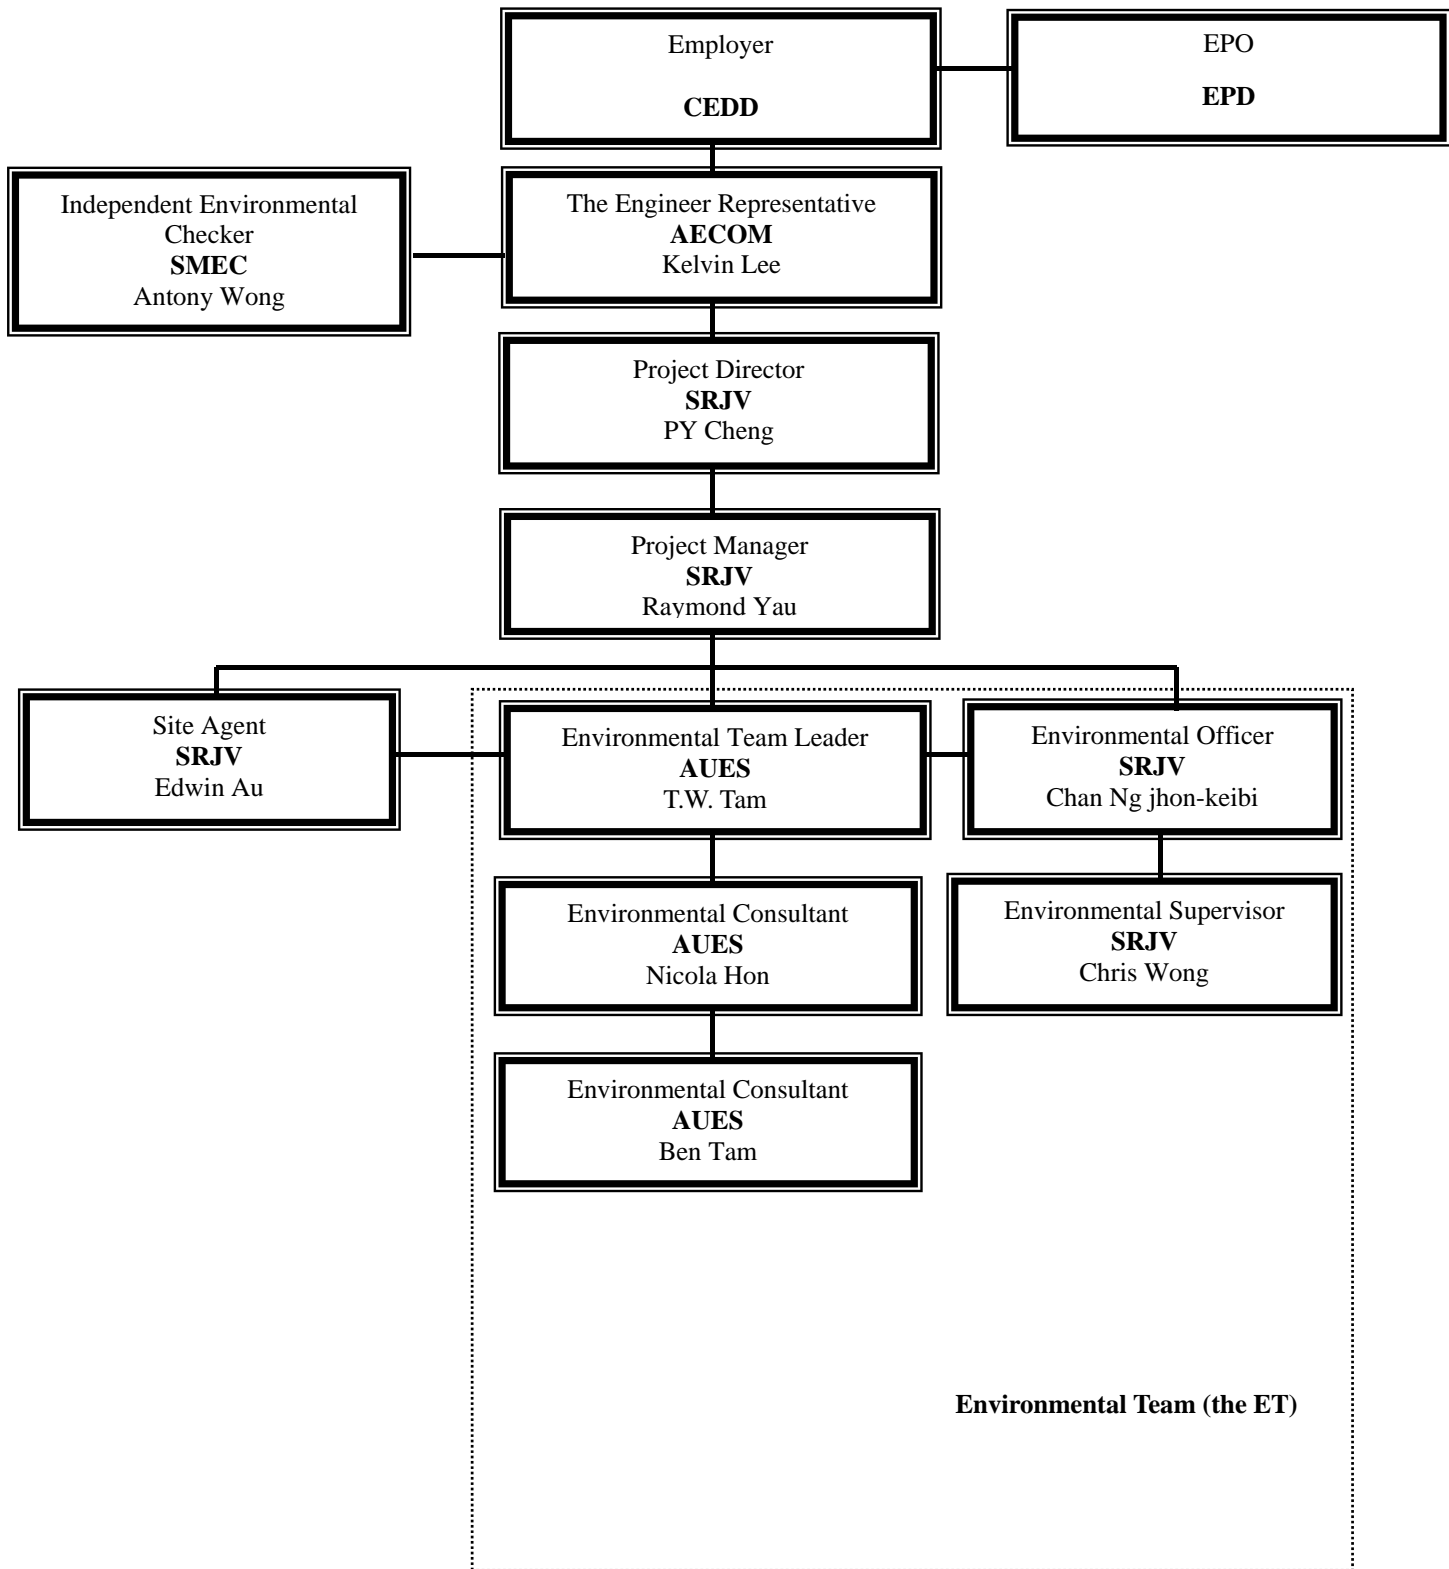 Employer
CEDD
EPO
EPD
Independent Environmental
Checker
SMEC
Antony Wong
The Engineer Representative
AECOM
Kelvin Lee
Project Director
SRJV
PY Cheng
Project Manager
SRJV
Raymond Yau
Site Agent
SRJV
Edwin Au
Environmental Team Leader
AUES
T.W. Tam
Environmental Officer
SRJV
Chan Ng jhon-keibi
Environmental Consultant
AUES
Nicola Hon
Environmental Supervisor
SRJV
Chris Wong
Environmental Consultant
AUES
Ben Tam
Environmental Team (the ET)